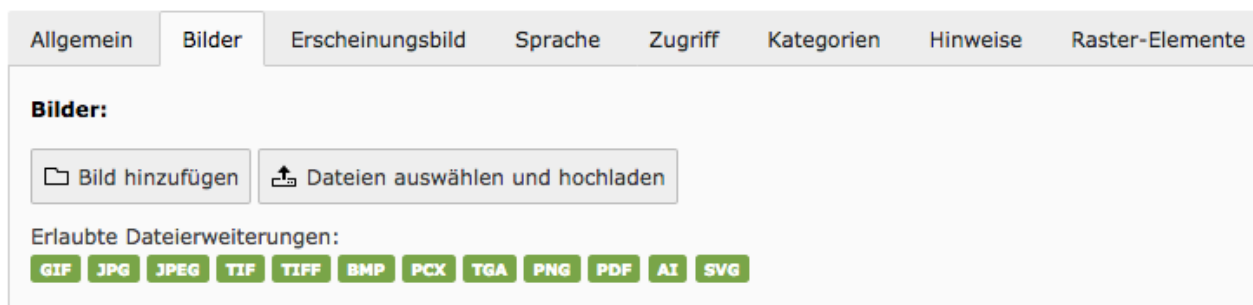 Allgemein Bilder Erscheinungsbild Sprache Zugriff Kategorien Hinweise Raster-Elemente
Bilder:
Bild hinzufügen Dateien auswählen und hochladen
Erlaubte Dateierweiterungen:
GIF JPG JPEG TIF TIFF BMP PCX TGA PNG PDF AI SVG